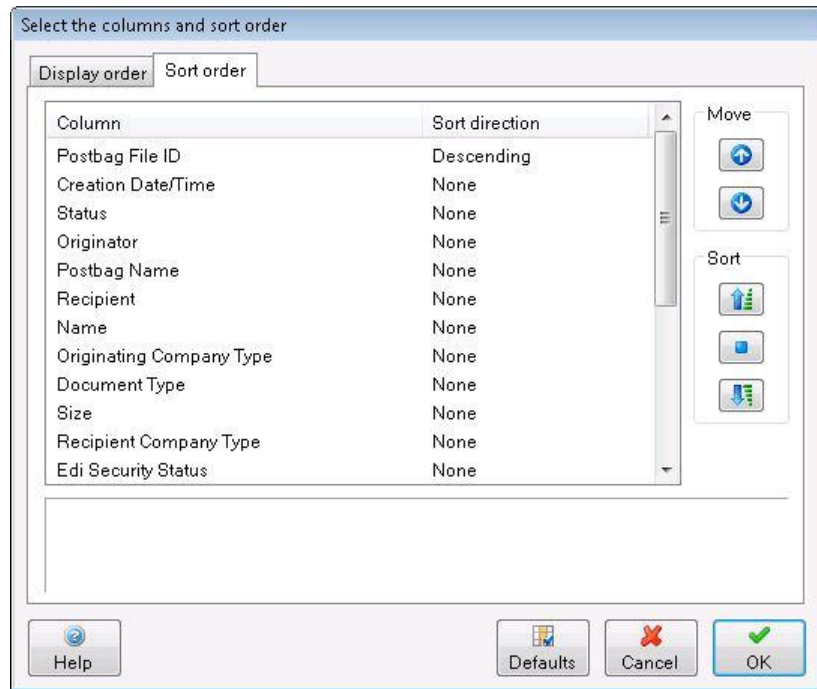 Select the columns and sort order
Display order Sort order
Column Sort direction
Postbag File ID Descending
Creation Date/Time None
Status None
Originator None
Postbag Name None
Recipient None
Name None
Originating Company Type None
Document Type None
Size None
Recipient Company Type None
Edi Security Status None
Move
Sort
Help Defaults Cancel OK